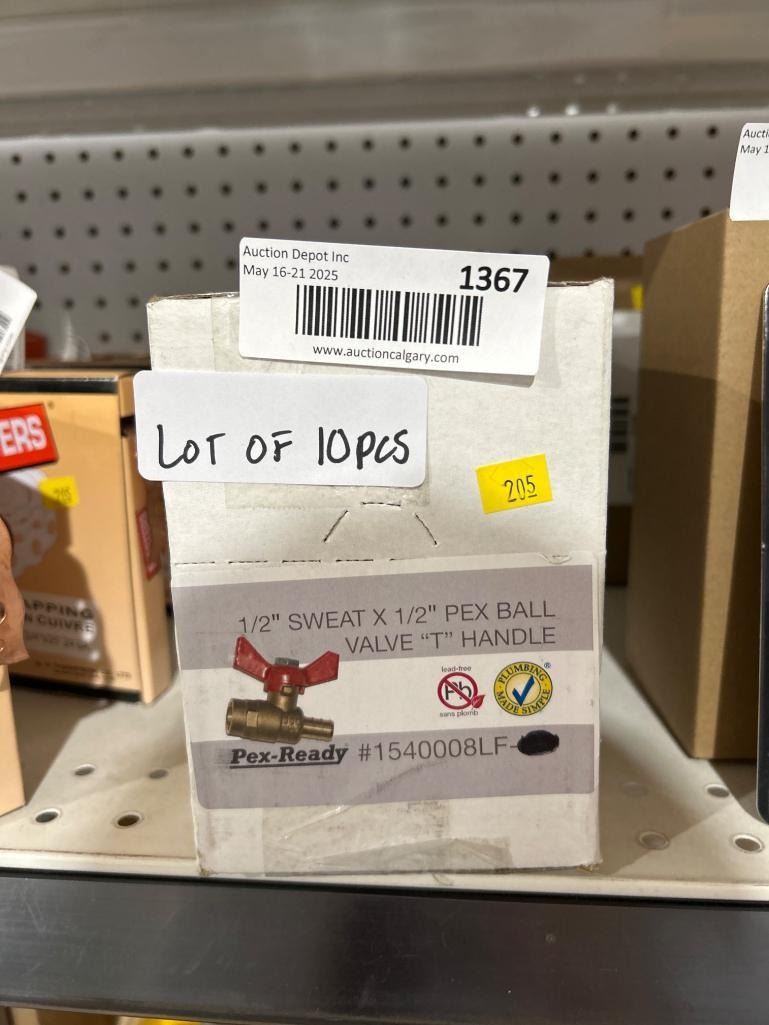 Auction Depot Inc
May 16-21 2025
1367
www.auctioncalgary.com
LOT OF 10PCS
205
1/2" SWEAT X 1/2" PEX BALL
VALVE “T” HANDLE
lead-free
Pb
sans plomb
PLUMBING
MADE SIMPLE
®
Pex-Ready #1540008LF-
ERS
205
APPING
N CUIVRE
May 1